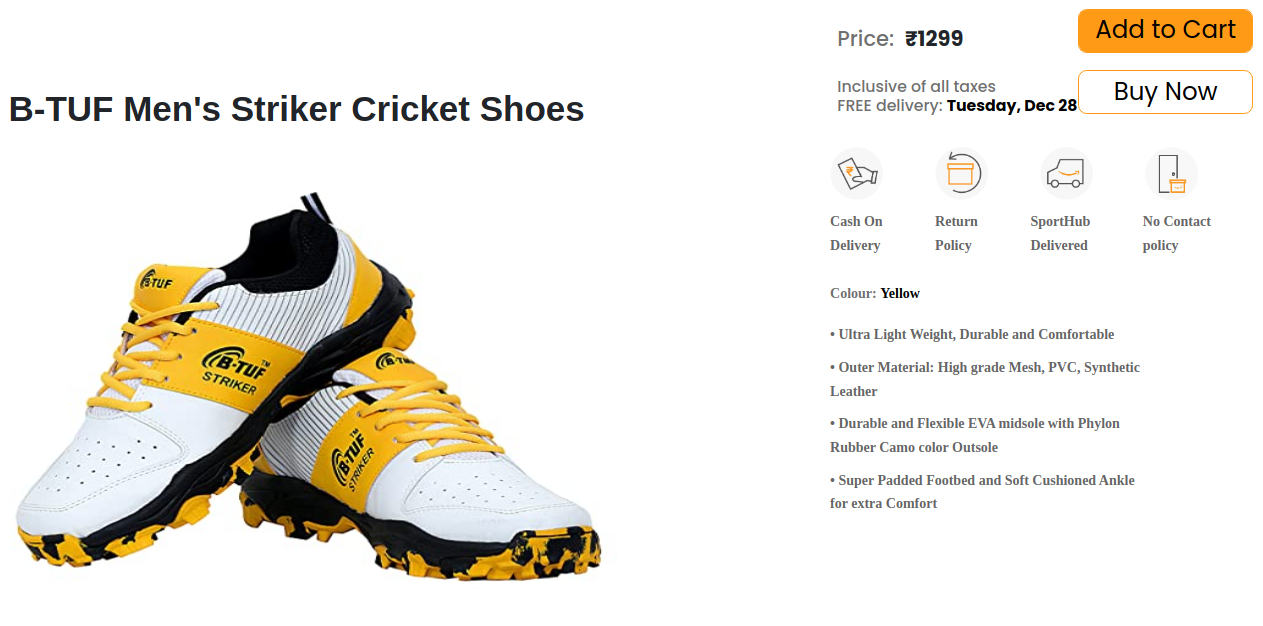 Price: ₹1299
Add to Cart
Inclusive of all taxes
FREE delivery: Tuesday, Dec 28
Buy Now
B-TUF Men's Striker Cricket Shoes
Cash On
Delivery
Return
Policy
SportHub
Delivered
No Contact
policy
Colour: Yellow
• Ultra Light Weight, Durable and Comfortable
• Outer Material: High grade Mesh, PVC, Synthetic
Leather
• Durable and Flexible EVA midsole with Phylon
Rubber Camo color Outsole
• Super Padded Footbed and Soft Cushioned Ankle
for extra Comfort
B-TUF
B-TUF™
STRIKER
B-TUF
B-TUF™
STRIKER